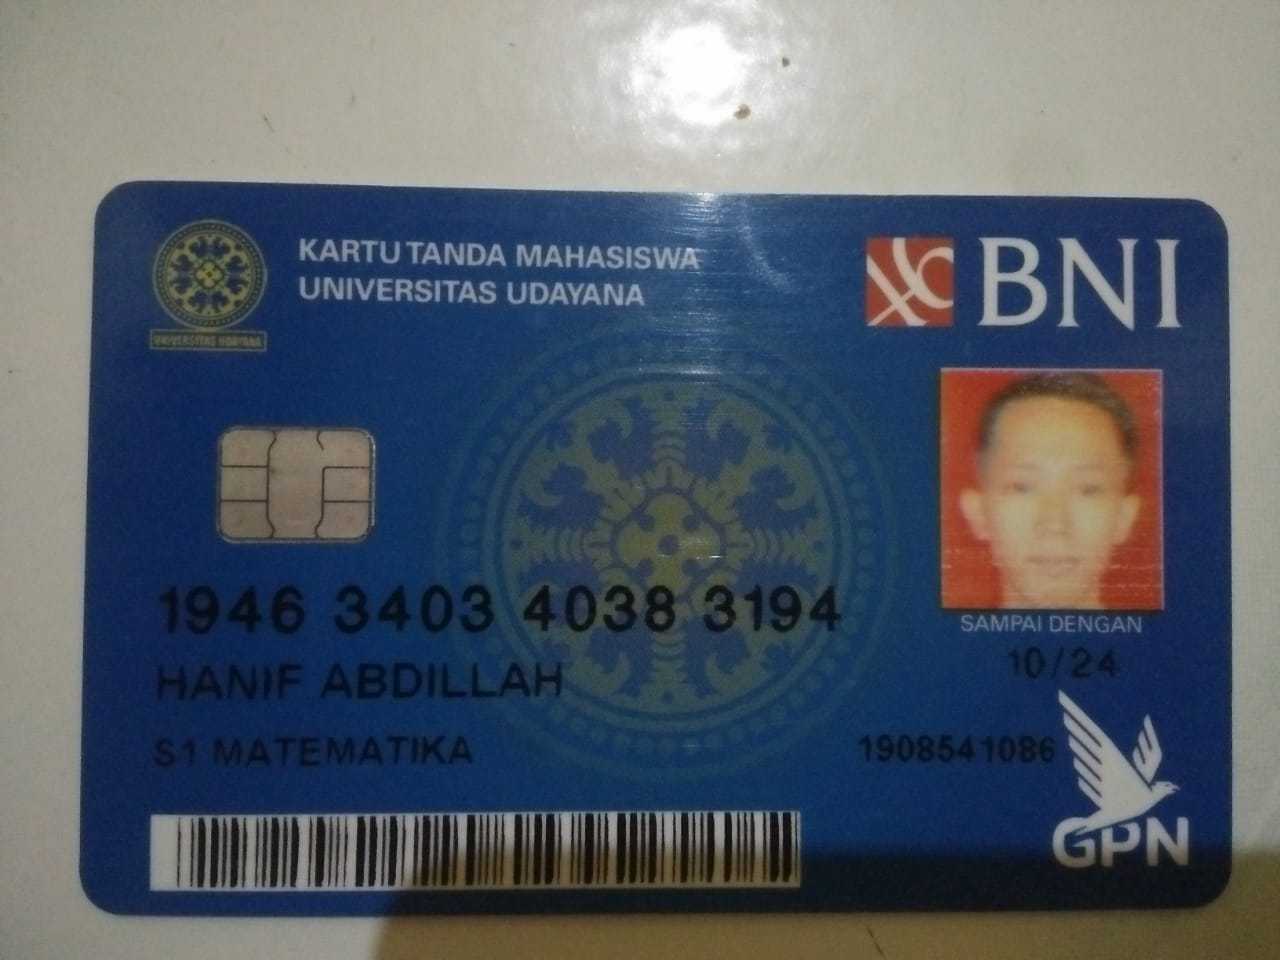 KARTU TANDA MAHASISWA
UNIVERSITAS UDAYANA
BNI
UNIVERSITAS UDAYANA
1946 3403 4038 3194
SAMPAI DENGAN
10/24
HANIF ABDILLAH
S1 MATEMATIKA
1908541086
GPN